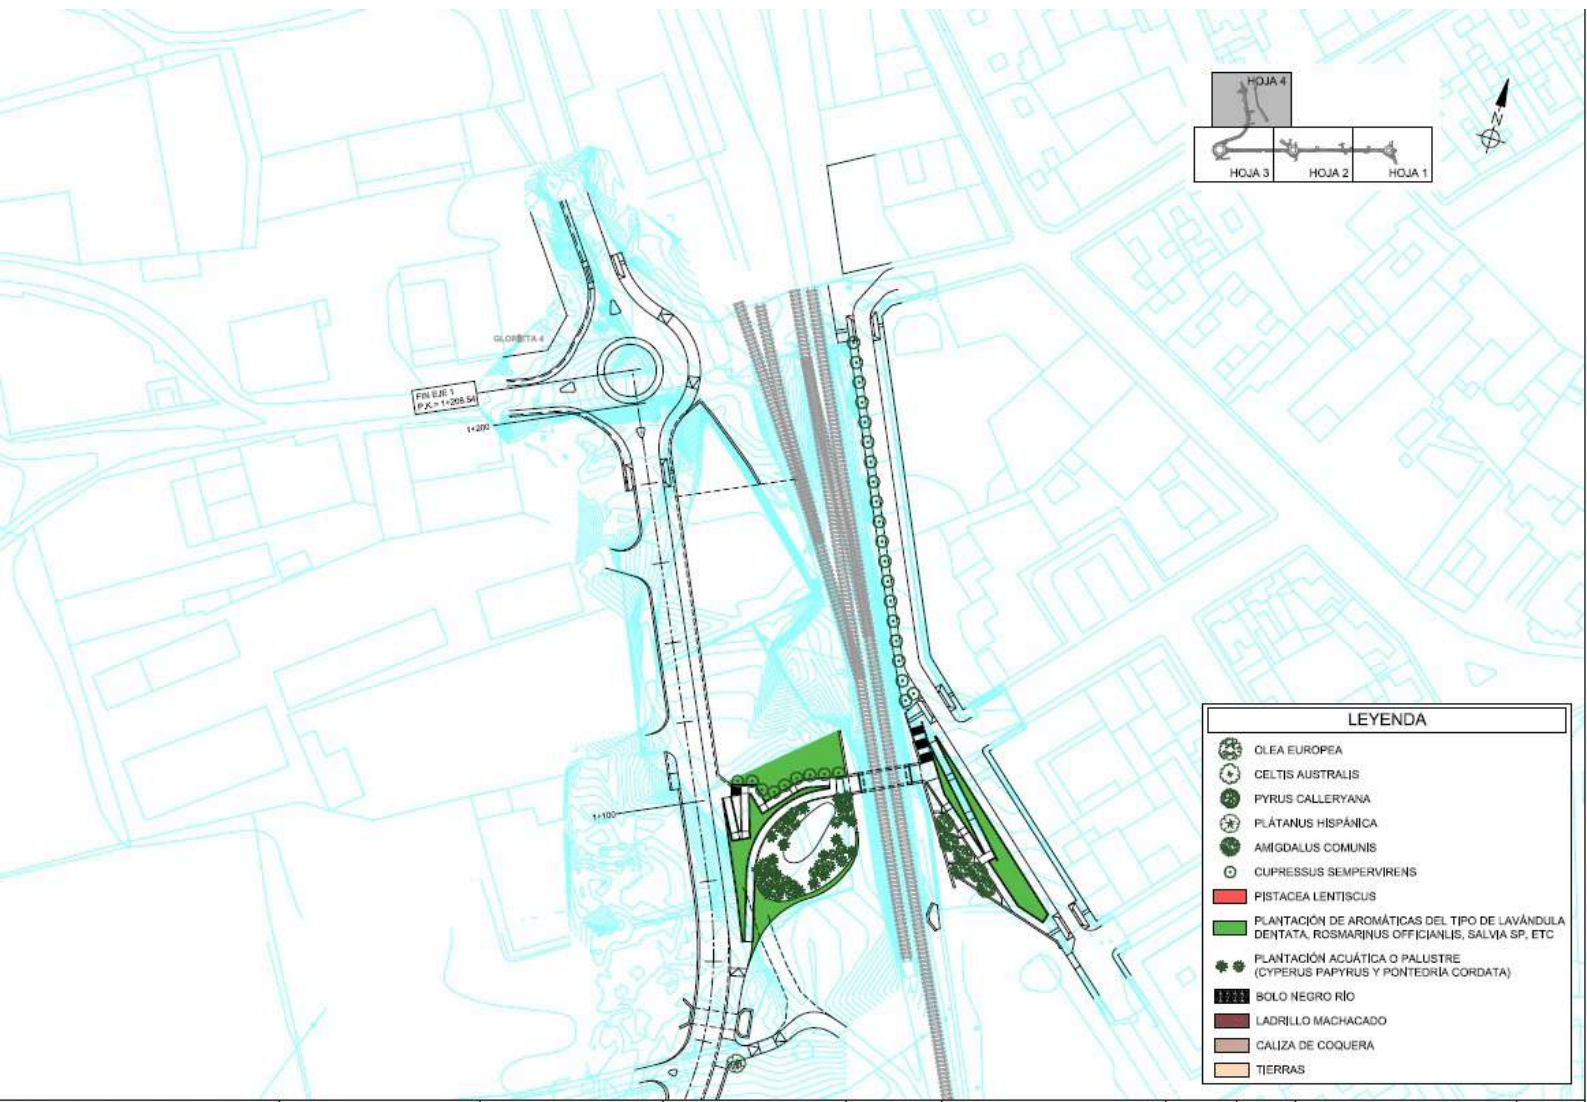 HOJA 4
HOJA 3
HOJA 2
HOJA 1
N
GLORIETA 4
FIN EJE 1
P.K.= 1+208.54
1+200
1+100
LEYENDA
OLEA EUROPEA
CELTIS AUSTRALIS
PYRUS CALLERYANA
PLÁTANUS HISPÁNICA
AMIGDALUS COMUNIS
CUPRESSUS SEMPERVIRENS
PISTACEA LENTISCUS
PLANTACIÓN DE AROMÁTICAS DEL TIPO DE LAVÁNDULA
DENTATA, ROSMARINUS OFFICIANLIS, SALVIA SP, ETC
PLANTACIÓN ACUÁTICA O PALUSTRE
(CYPERUS PAPYRUS Y PONTEDRÍA CORDATA)
BOLO NEGRO RÍO
LADRILLO MACHACADO
CALIZA DE COQUERA
TIERRAS